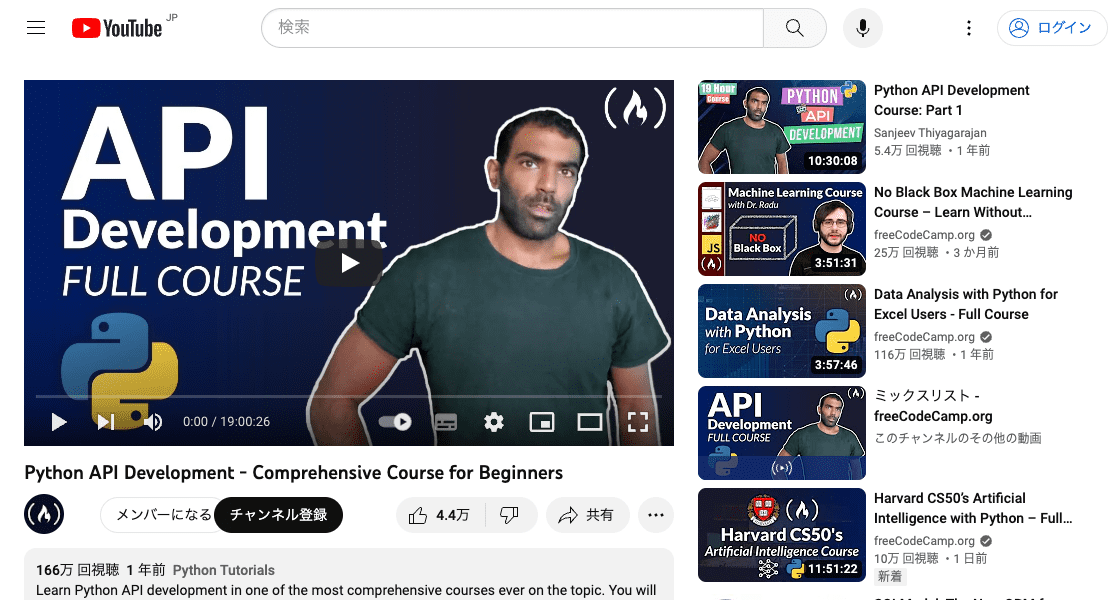 YouTube JP
検索
ログイン
API
Development
FULL COURSE
0:00 / 19:00:26
Python API Development - Comprehensive Course for Beginners
メンバーになる
チャンネル登録
4.4万
共有
166万 回視聴 1 年前 Python Tutorials
Learn Python API development in one of the most comprehensive courses ever on the topic. You will
19 Hour
Course
PYTHON
API
DEVELOPMENT
10:30:08
Python API Development
Course: Part 1
Sanjeev Thiyagarajan
5.4万 回視聴 ・1 年前
Machine Learning Course
with Dr. Radu
NO
Black Box
JS
3:51:31
No Black Box Machine Learning
Course – Learn Without…
freeCodeCamp.org
25万 回視聴 ・3 か月前
Data Analysis
with Python
for Excel Users
3:57:46
Data Analysis with Python for
Excel Users - Full Course
freeCodeCamp.org
116万 回視聴 ・1 年前
API
Development
FULL COURSE
ミックスリスト -
freeCodeCamp.org
このチャンネルのその他の動画
Harvard CS50's
Artificial Intelligence Course
11:51:22
Harvard CS50's Artificial
Intelligence with Python – Full…
freeCodeCamp.org
10万 回視聴 ・1 日前
新着